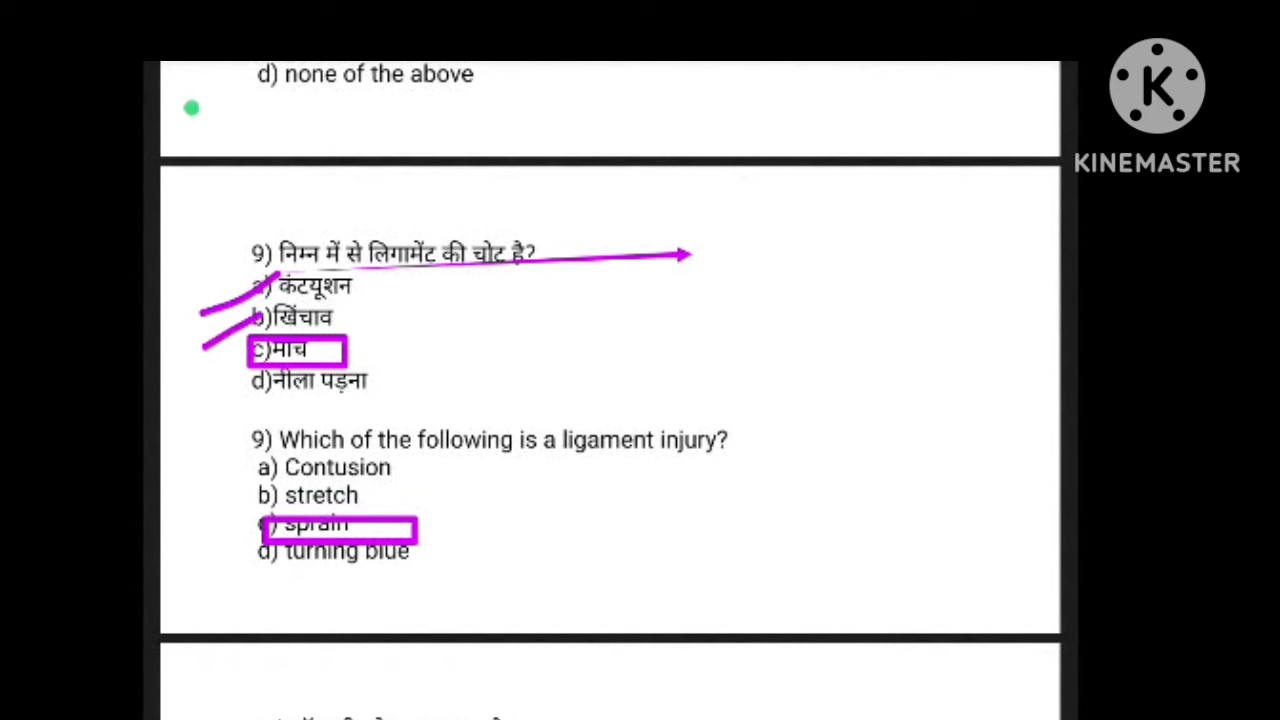 d) none of the above
K
KINEMASTER
9) निम्न में से लिगामेंट की चोट है?
a) कंटयूशन
b)खिंचाव
c)माच
d)नीला पड़ना
9) Which of the following is a ligament injury?
a) Contusion
b) stretch
c) sprain
d) turning blue